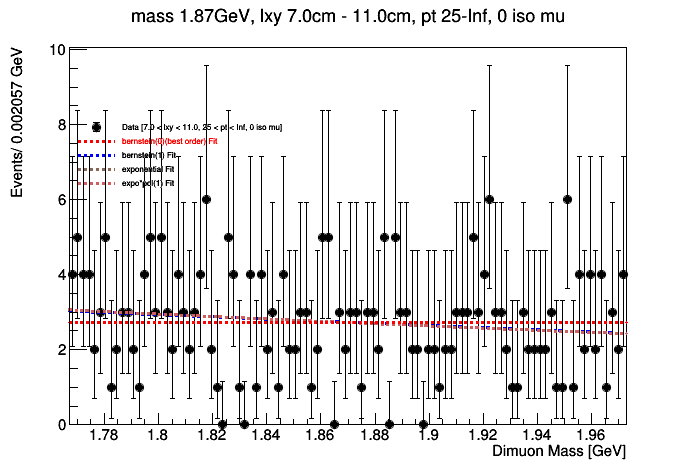 mass 1.87GeV, lxy 7.0cm - 11.0cm, pt 25-Inf, 0 iso mu
Events/ 0.002057 GeV
10
8
6
4
2
0
Data [7.0 < lxy < 11.0, 25 < pt < Inf, 0 iso mu]
bernstein(0)(best order) Fit
bernstein(1) Fit
exponential Fit
expo*pol(1) Fit
1.78 1.8 1.82 1.84 1.86 1.88 1.9 1.92 1.94 1.96
Dimuon Mass [GeV]